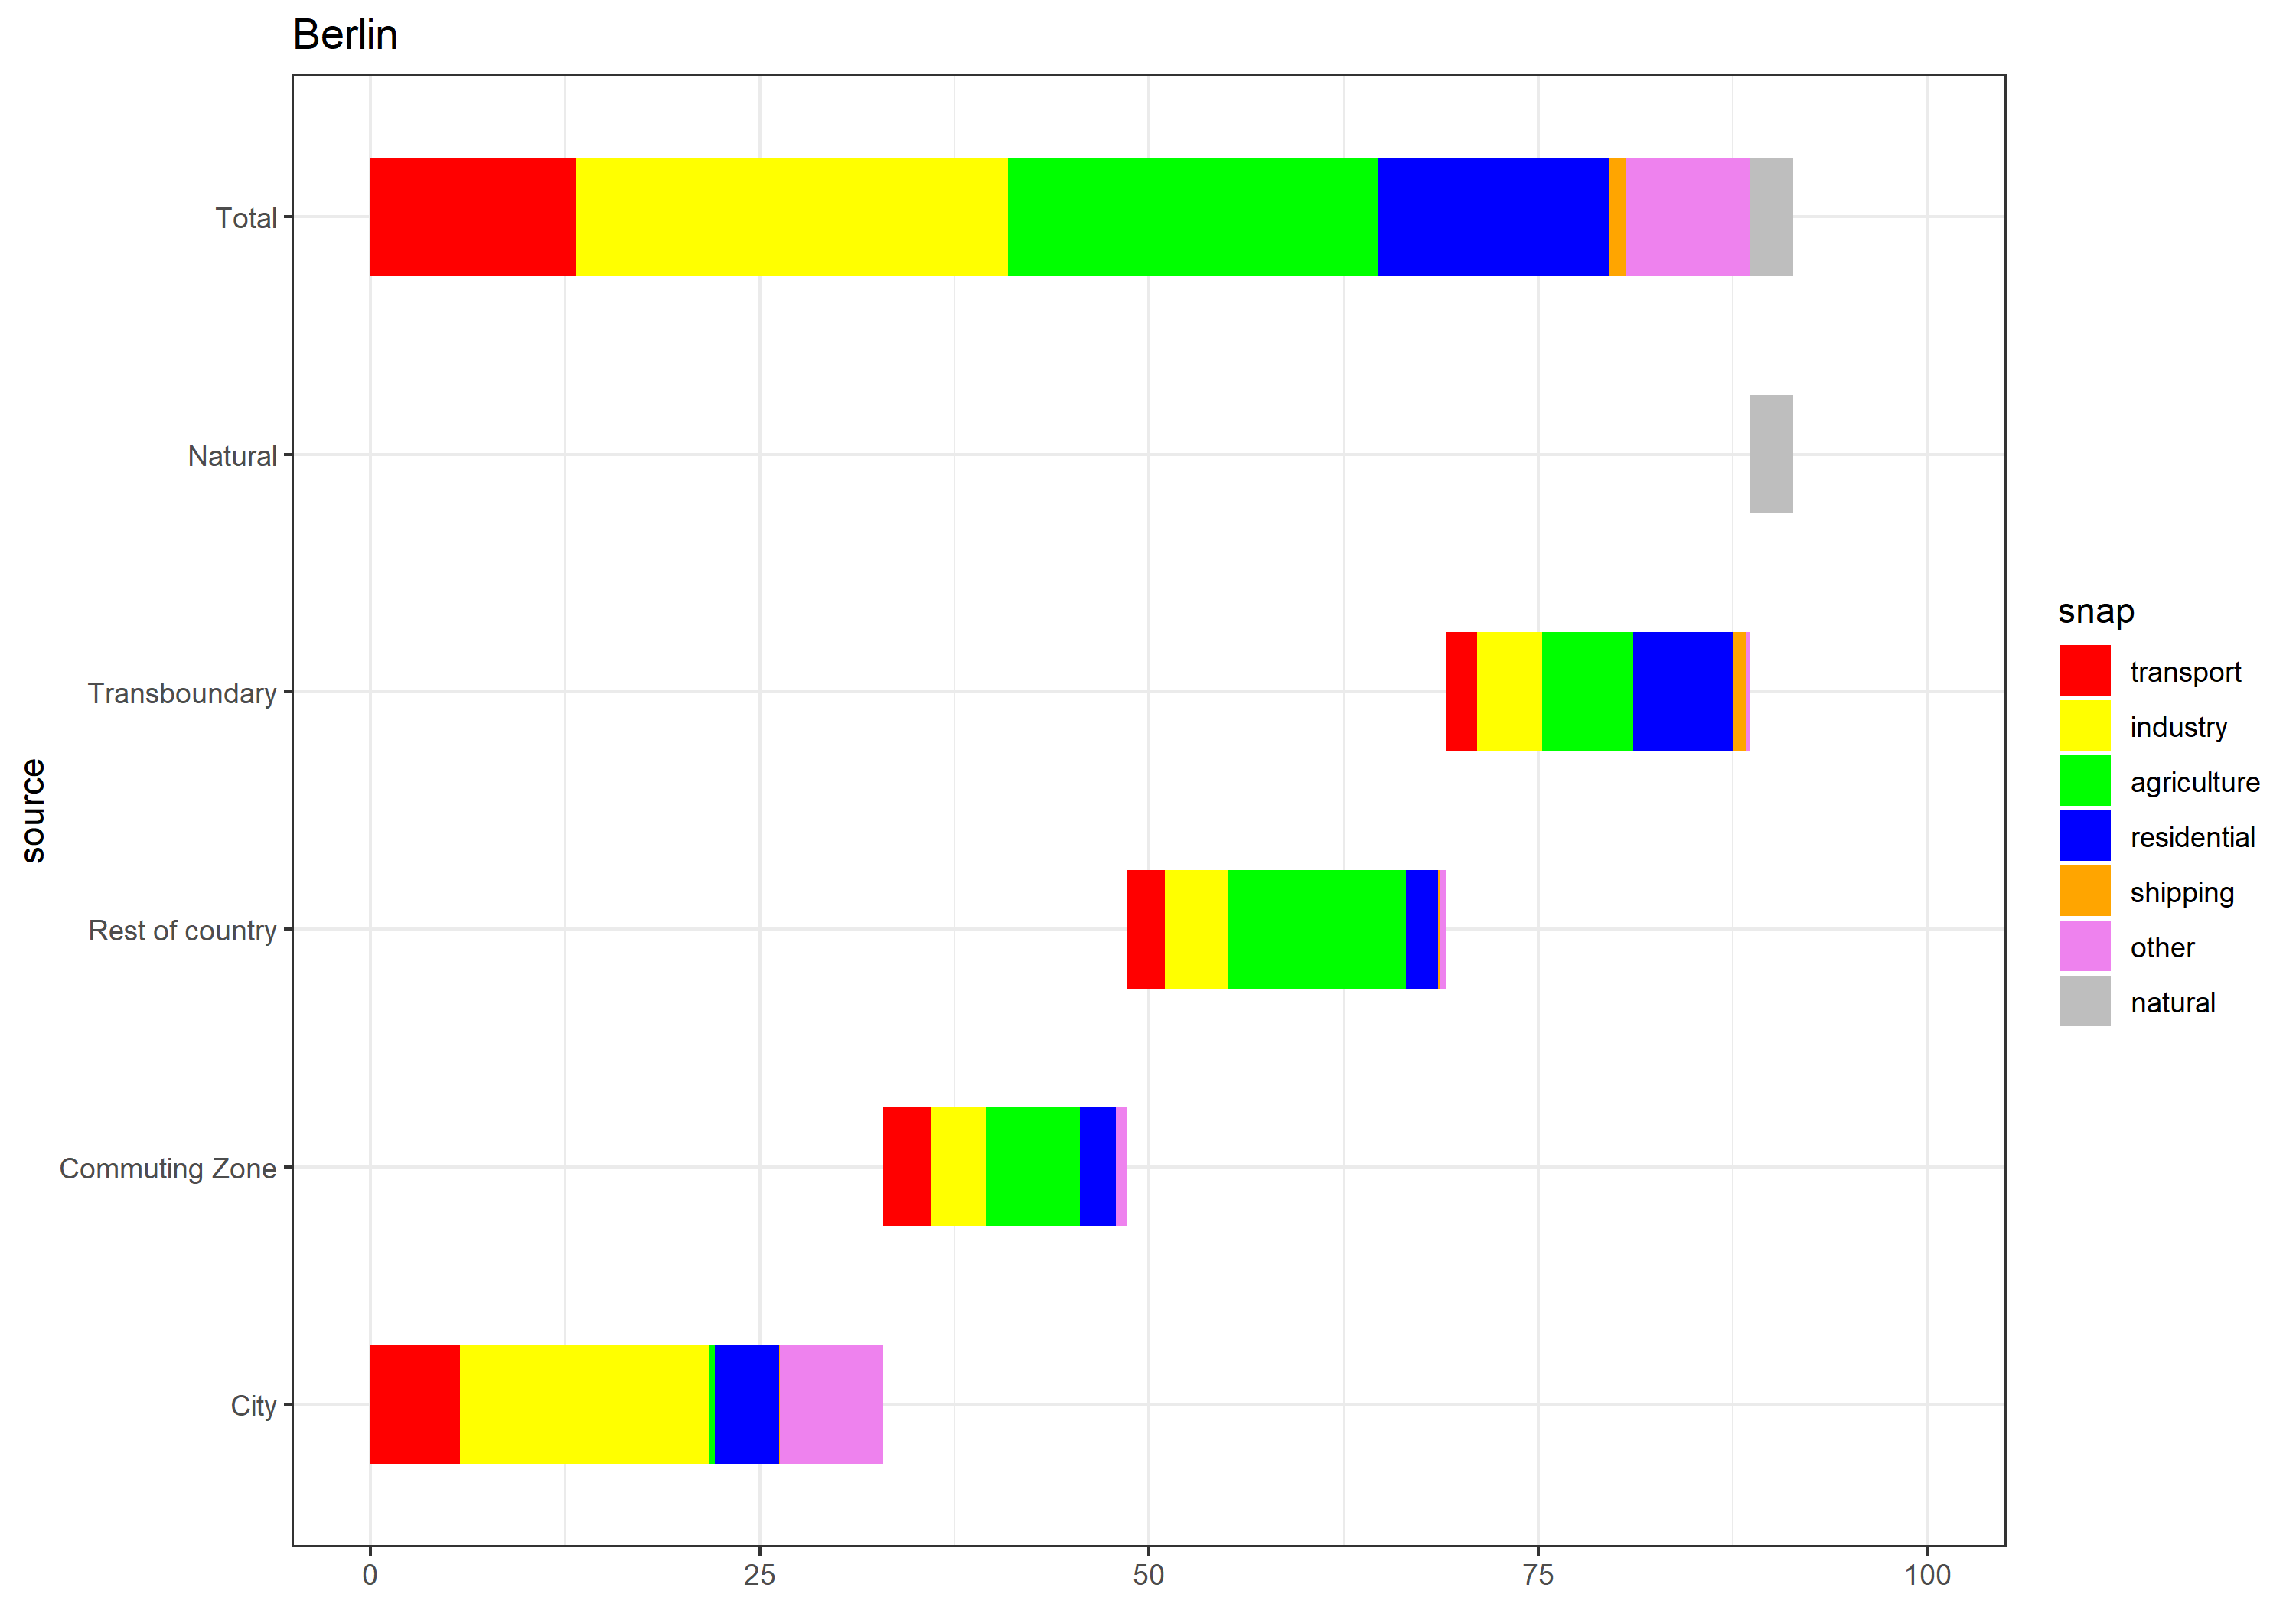 Berlin
Total
Natural
Transboundary
Rest of country
Commuting Zone
City
source
0 25 50 75 100
snap
transport
industry
agriculture
residential
shipping
other
natural